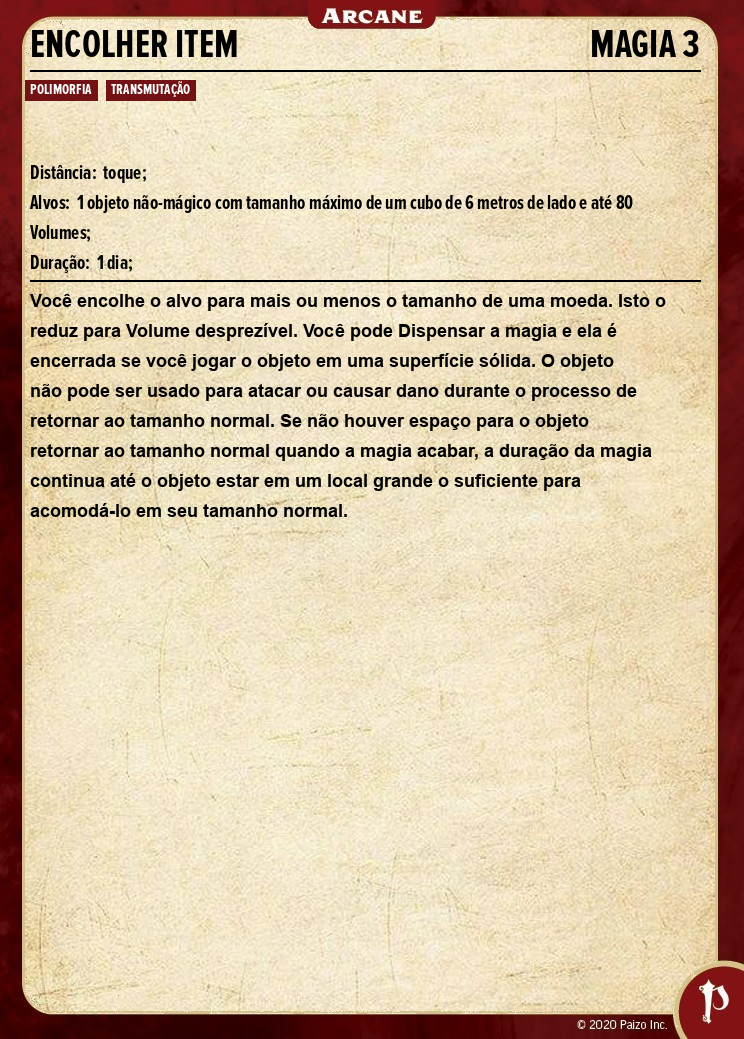 ARCANE
ENCOLHER ITEM MAGIA 3
POLIMORFIA TRANSMUTAÇÃO
Distância: toque;
Alvos: 1 objeto não-mágico com tamanho máximo de um cubo de 6 metros de lado e até 80
Volumes;
Duração: 1 dia;
Você encolhe o alvo para mais ou menos o tamanho de uma moeda. Isto o
reduz para Volume desprezível. Você pode Dispensar a magia e ela é
encerrada se você jogar o objeto em uma superfície sólida. O objeto
não pode ser usado para atacar ou causar dano durante o processo de
retornar ao tamanho normal. Se não houver espaço para o objeto
retornar ao tamanho normal quando a magia acabar, a duração da magia
continua até o objeto estar em um local grande o suficiente para
acomodá-lo em seu tamanho normal.
© 2020 Paizo Inc.
P